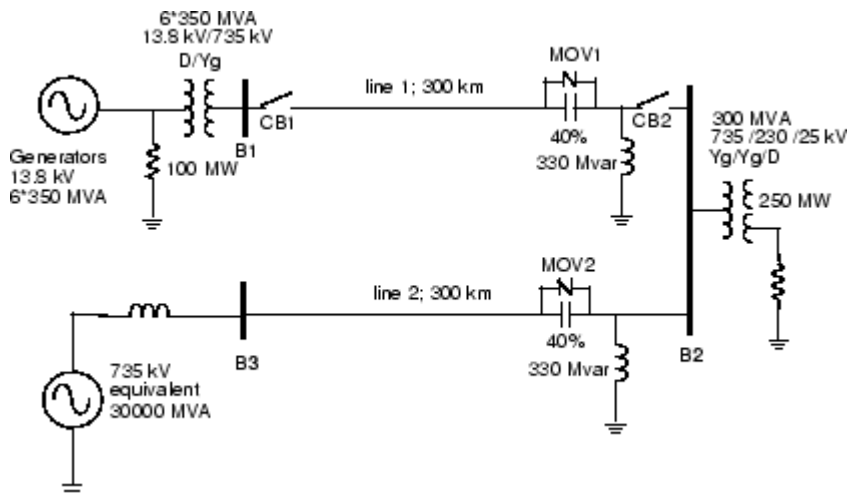 6*350 MVA
13.8 kV/735 kV
D/Yg
Generators
13.8 kV
6*350 MVA
100 MW
B1
CB1
line 1; 300 km
MOV1
40%
330 Mvar
CB2
300 MVA
735 /230 /25 kV
Yg/Yg/D
250 MW
735 kV
equivalent
30000 MVA
B3
line 2; 300 km
MOV2
40%
330 Mvar
B2